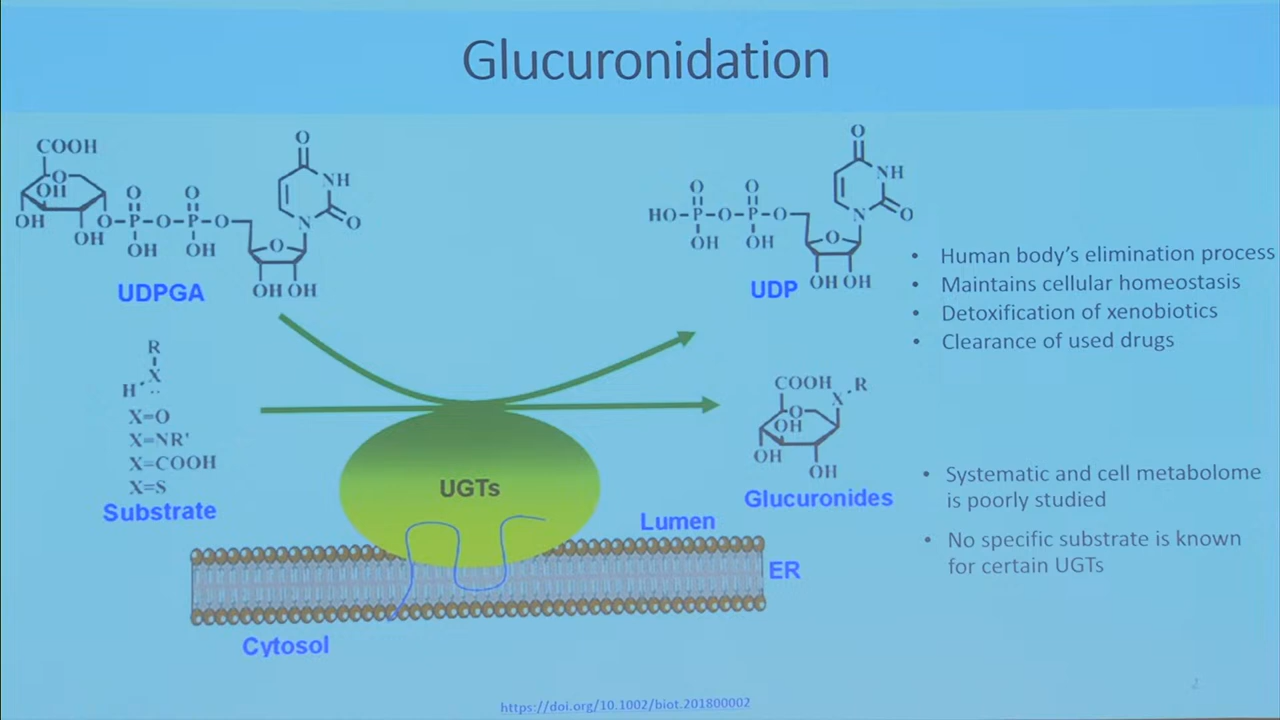 Glucuronidation
COOH
O
OH
OH
OH
O-P-O-P-O
O
O
OH
OH
O
NH
N
O
O
OH OH
UDPGA
R
X
H
X=O
X=NR'
X=COOH
X=S
Substrate
UGTs
O
NH
N
O
O
O
HO-P-O-P-O
OH
OH
O
OH OH
UDP
COOH
R
X
O
OH
OH
OH
Glucuronides
Lumen
ER
Cytosol
• Human body's elimination process
• Maintains cellular homeostasis
• Detoxification of xenobiotics
• Clearance of used drugs
• Systematic and cell metabolome
is poorly studied
• No specific substrate is known
for certain UGTs
https://doi.org/10.1002/biot.201800002
2